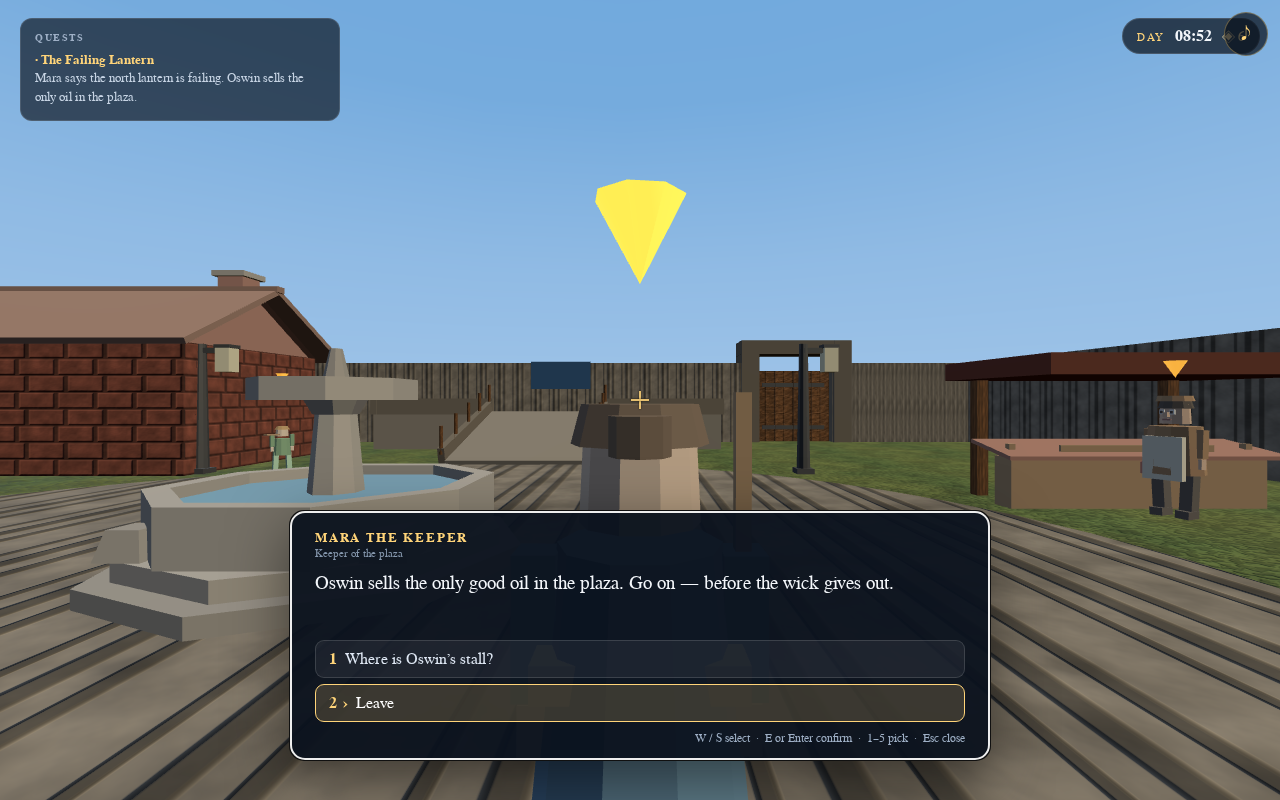 QUESTS
· The Failing Lantern
Mara says the north lantern is failing. Oswin sells the
only oil in the plaza.
DAY 08:52
MARA THE KEEPER
Keeper of the plaza
Oswin sells the only good oil in the plaza. Go on — before the wick gives out.
1 Where is Oswin’s stall?
2 › Leave
W / S select · E or Enter confirm · 1–5 pick · Esc close